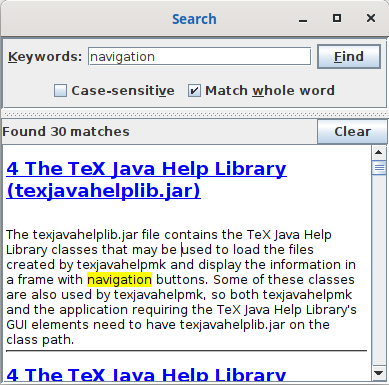 Search
Keywords: navigation Find
Case-sensitive Match whole word
Found 30 matches Clear
4 The TeX Java Help Library
(texjavahelplib.jar)
The texjavahelplib.jar file contains the TeX Java Help
Library classes that may be used to load the files
created by texjavahelpmk and display the information in
a frame with navigation buttons. Some of these classes
are also used by texjavahelpmk, so both texjavahelpmk
and the application requiring the TeX Java Help Library's
GUI elements need to have texjavahelplib.jar on the
class path.
4 The TeX Java Help Library